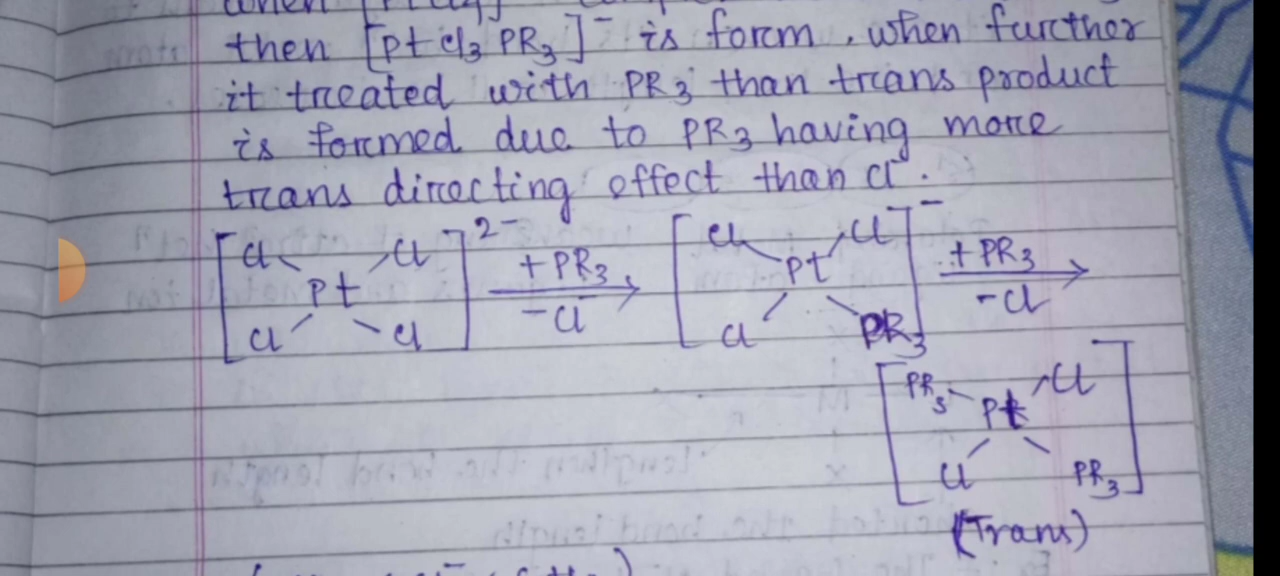 when
then [Pt Cl3 PR3]- is form, when further
it treated with PR3 than trans product
is formed due to PR3 having more
trans directing effect than Cl-.
[Cl Cl Pt Cl Cl]2- +PR3 -Cl → [Cl Cl Pt Cl PR3]- +PR3 -Cl →
[PR3 Cl Pt Cl PR3]
(Trans)